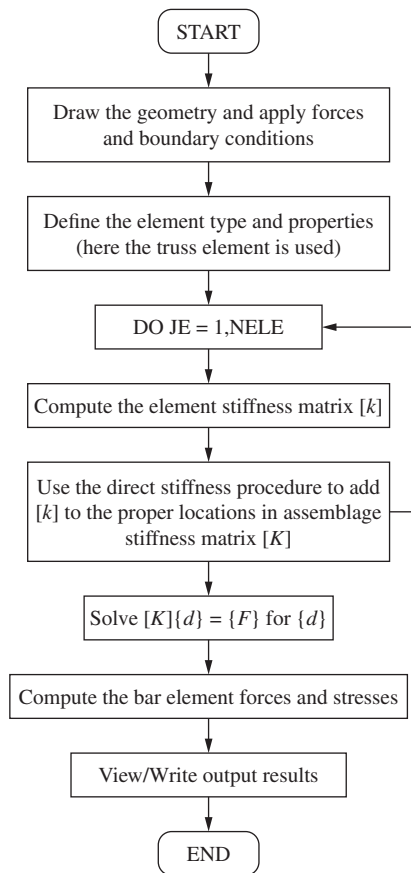 START
Draw the geometry and apply forces
and boundary conditions
Define the element type and properties
(here the truss element is used)
DO JE = 1,NELE
Compute the element stiffness matrix [k]
Use the direct stiffness procedure to add
[k] to the proper locations in assemblage
stiffness matrix [K]
Solve [K]{d} = {F} for {d}
Compute the bar element forces and stresses
View/Write output results
END